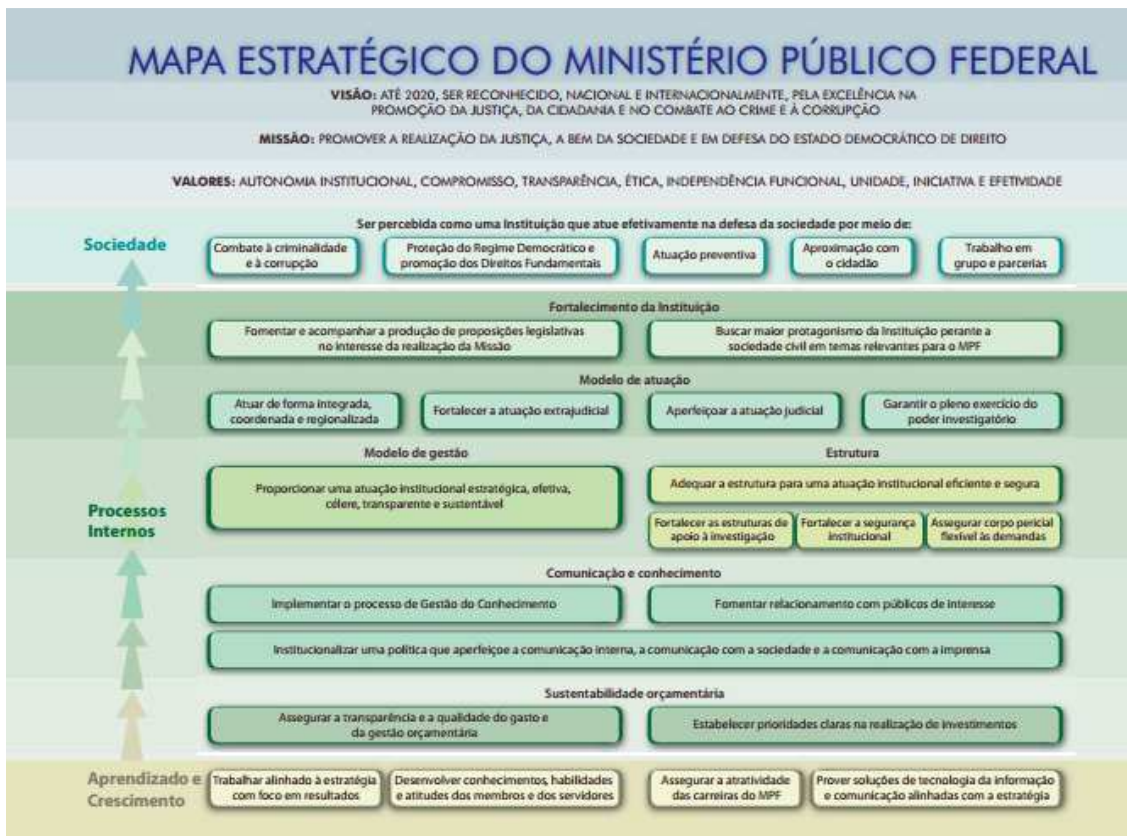 MAPA ESTRATÉGICO DO MINISTÉRIO PÚBLICO FEDERAL
VISÃO: ATÉ 2020, SER RECONHECIDO, NACIONAL E INTERNACIONALMENTE, PELA EXCELÊNCIA NA
PROMOÇÃO DA JUSTIÇA, DA CIDADANIA E NO COMBATE AO CRIME E À CORRUPÇÃO
MISSÃO: PROMOVER A REALIZAÇÃO DA JUSTIÇA, A BEM DA SOCIEDADE E EM DEFESA DO ESTADO DEMOCRÁTICO DE DIREITO
VALORES: AUTONOMIA INSTITUCIONAL, COMPROMISSO, TRANSPARÊNCIA, ÉTICA, INDEPENDÊNCIA FUNCIONAL, UNIDADE, INICIATIVA E EFETIVIDADE
Sociedade
Ser percebida como uma Instituição que atue efetivamente na defesa da sociedade por meio de:
Combate à criminalidade
e à corrupção
Proteção do Regime Democrático e
promoção dos Direitos Fundamentais
Atuação preventiva
Aproximação com
o cidadão
Trabalho em
grupo e parcerias
Processos
Internos
Fortalecimento da Instituição
Fomentar e acompanhar a produção de proposições legislativas
no interesse da realização da Missão
Buscar maior protagonismo da Instituição perante a
sociedade civil em temas relevantes para o MPF
Modelo de atuação
Atuar de forma integrada,
coordenada e regionalizada
Fortalecer a atuação extrajudicial
Aperfeiçoar a atuação judicial
Garantir o pleno exercício do
poder investigatório
Modelo de gestão
Proporcionar uma atuação institucional estratégica, efetiva,
célere, transparente e sustentável
Estrutura
Adequar a estrutura para uma atuação institucional eficiente e segura
Fortalecer as estruturas de
apoio à investigação
Fortalecer a segurança
institucional
Assegurar corpo pericial
flexível às demandas
Comunicação e conhecimento
Implementar o processo de Gestão do Conhecimento
Fomentar relacionamento com públicos de interesse
Institucionalizar uma política que aperfeiçoe a comunicação interna, a comunicação com a sociedade e a comunicação com a imprensa
Sustentabilidade orçamentária
Assegurar a transparência e a qualidade do gasto e
da gestão orçamentária
Estabelecer prioridades claras na realização de investimentos
Aprendizado e
Crescimento
Trabalhar alinhado à estratégia
com foco em resultados
Desenvolver conhecimentos, habilidades
e atitudes dos membros e dos servidores
Assegurar a atratividade
das carreiras do MPF
Prover soluções de tecnologia da informação
e comunicação alinhadas com a estratégia